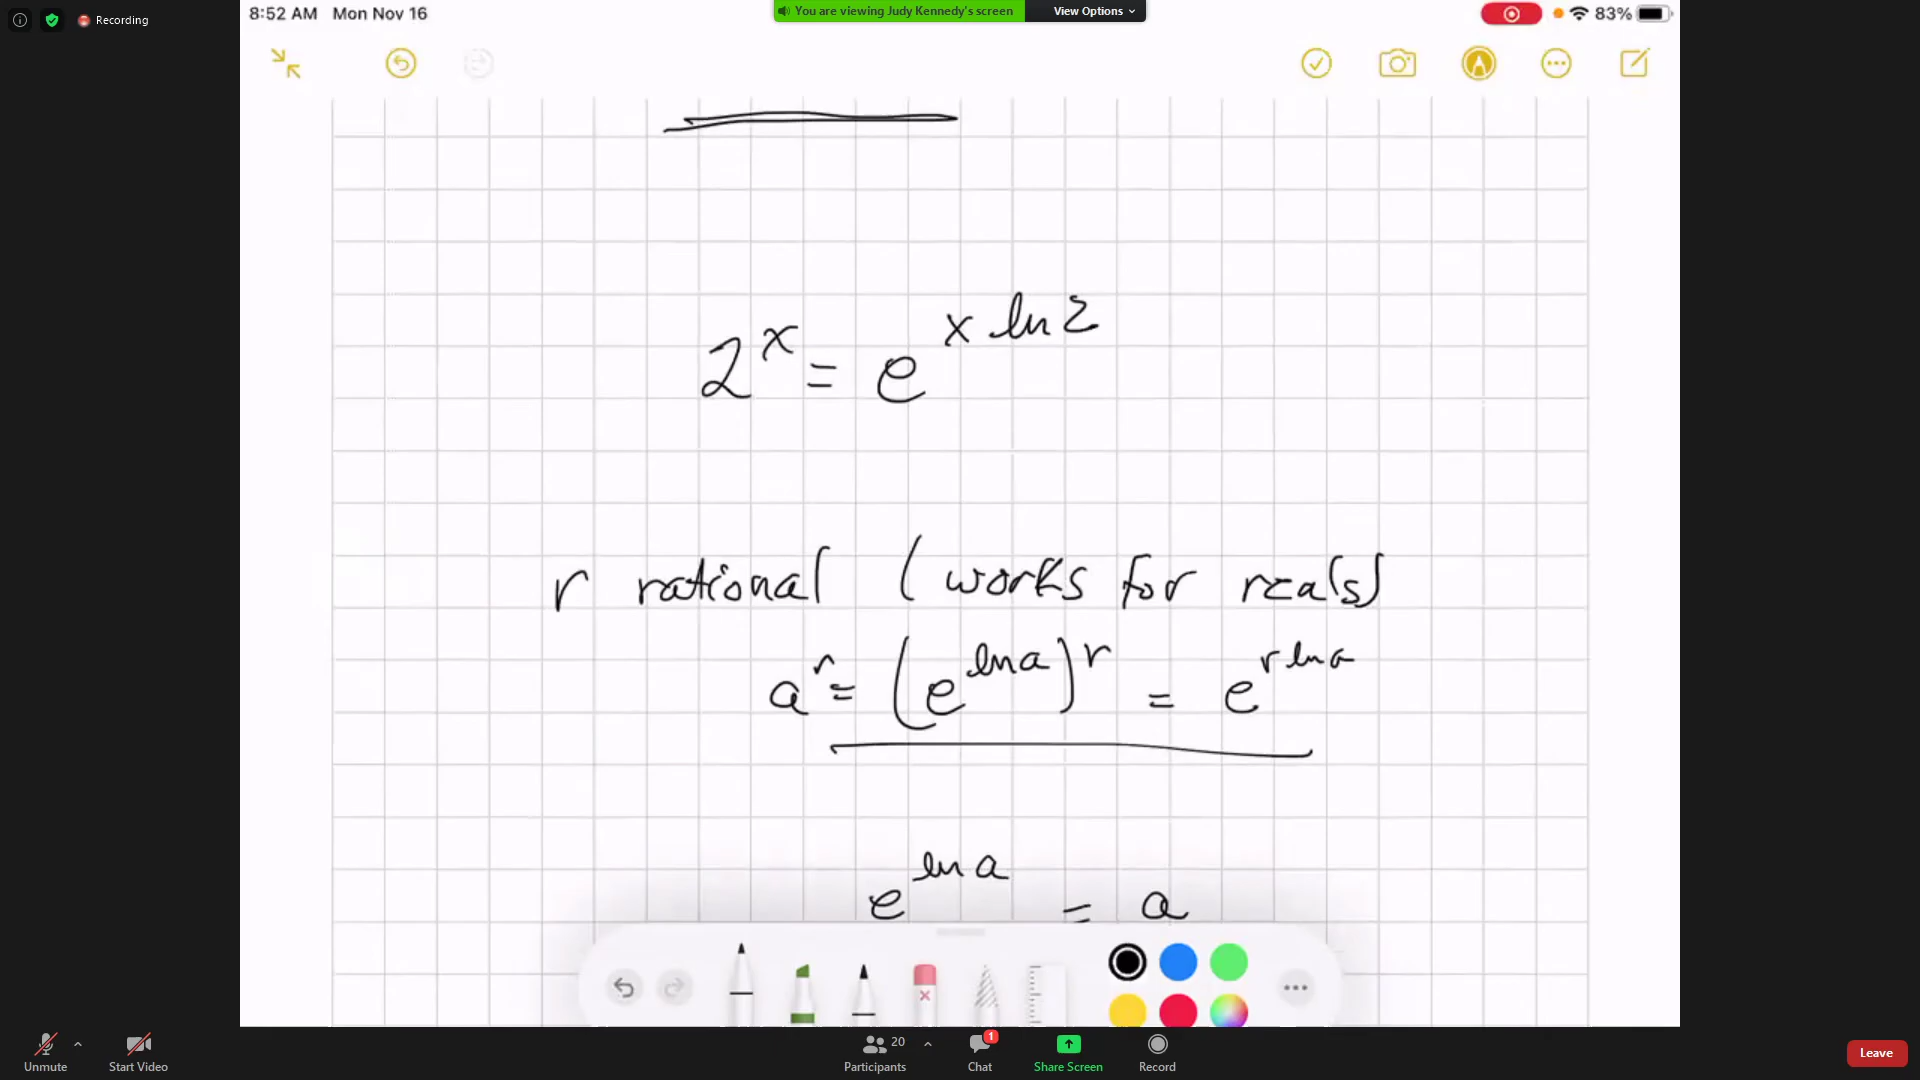 Recording
8:52 AM Mon Nov 16
You are viewing Judy Kennedy's screen View Options
83%
2^x = e^{x ln 2}
r rational (works for reals)
a^r = (e^{ln a})^r = e^{r ln a}
e^{ln a} = a
Unmute
Start Video
20
Participants
1
Chat
Share Screen
Record
Leave